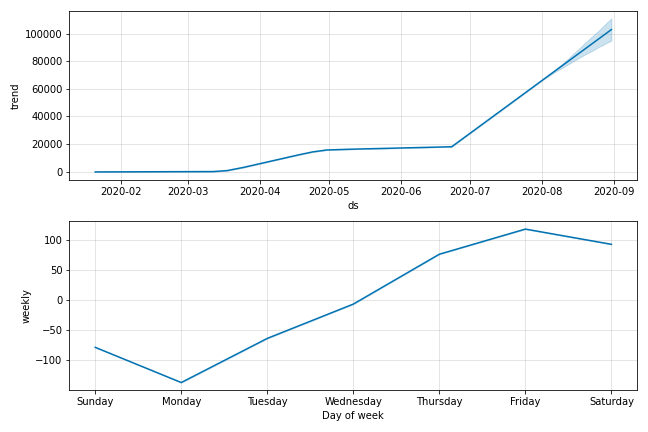 100000
80000
60000
40000
20000
0
trend
2020-02 2020-03 2020-04 2020-05 2020-06 2020-07 2020-08 2020-09
ds
100
50
0
−50
−100
weekly
Sunday Monday Tuesday Wednesday Thursday Friday Saturday
Day of week